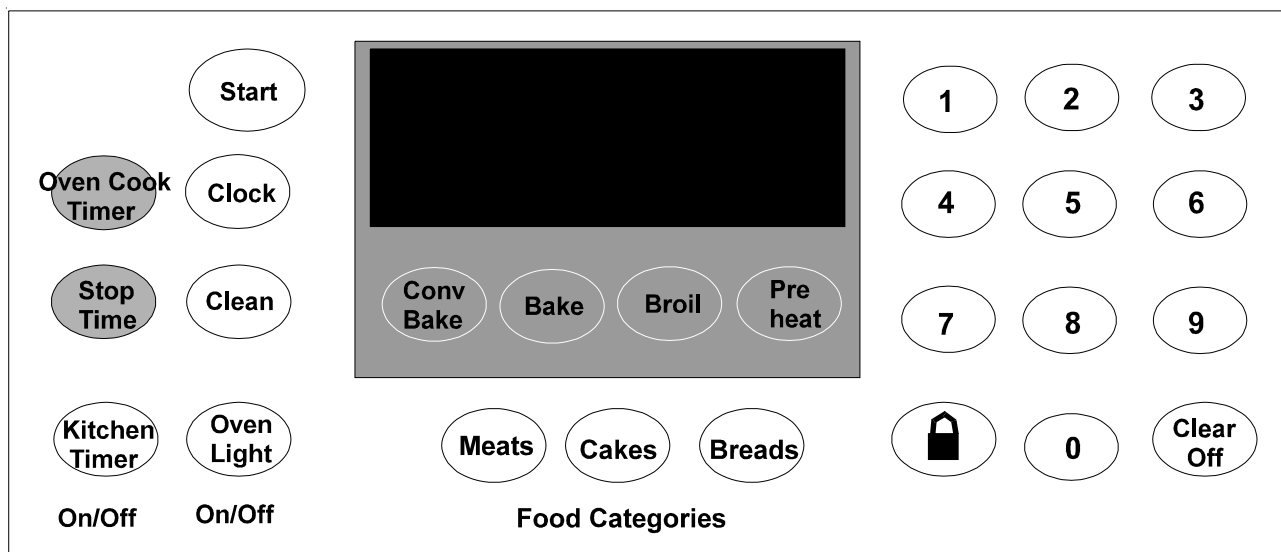 Start
1 2 3
Oven Cook
Timer
Clock
4 5 6
Stop
Time
Clean
Conv
Bake
Bake
Broil
Pre
heat
7 8 9
Kitchen
Timer
Oven
Light
Meats
Cakes
Breads
0
Clear
Off
On/Off
On/Off
Food Categories